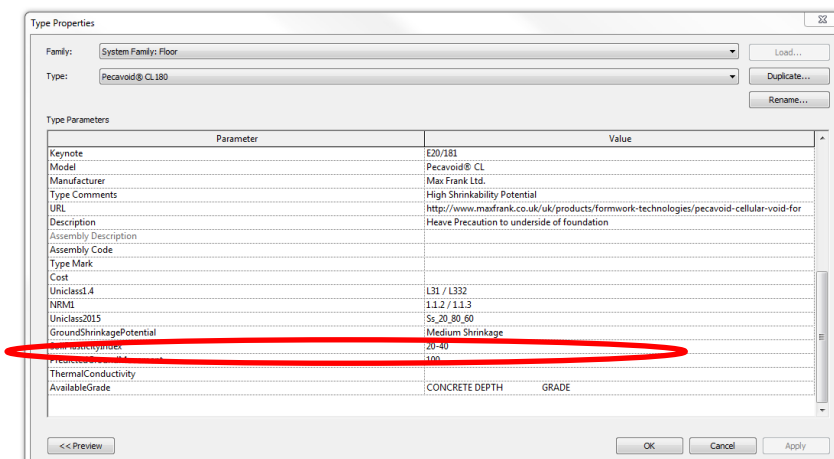 Type Properties
Family: System Family: Floor Load...
Type: Pecavoid® CL180 Duplicate...
Rename...
Type Parameters
Parameter Value
Keynote E20/181
Model Pecavoid® CL
Manufacturer Max Frank Ltd.
Type Comments High Shrinkability Potential
URL http://www.maxfrank.co.uk/uk/products/formwork-technologies/pecavoid-cellular-void-for
Description Heave Precaution to underside of foundation
Assembly Description
Assembly Code
Type Mark
Cost
Uniclass1.4 L31 / L332
NRM1 1.1.2 / 1.1.3
Uniclass2015 Ss_20_80_60
GroundShrinkagePotential Medium Shrinkage
SoilPlasticityIndex 20-40
100
ThermalConductivity
AvailableGrade CONCRETE DEPTH GRADE
<< Preview OK Cancel Apply